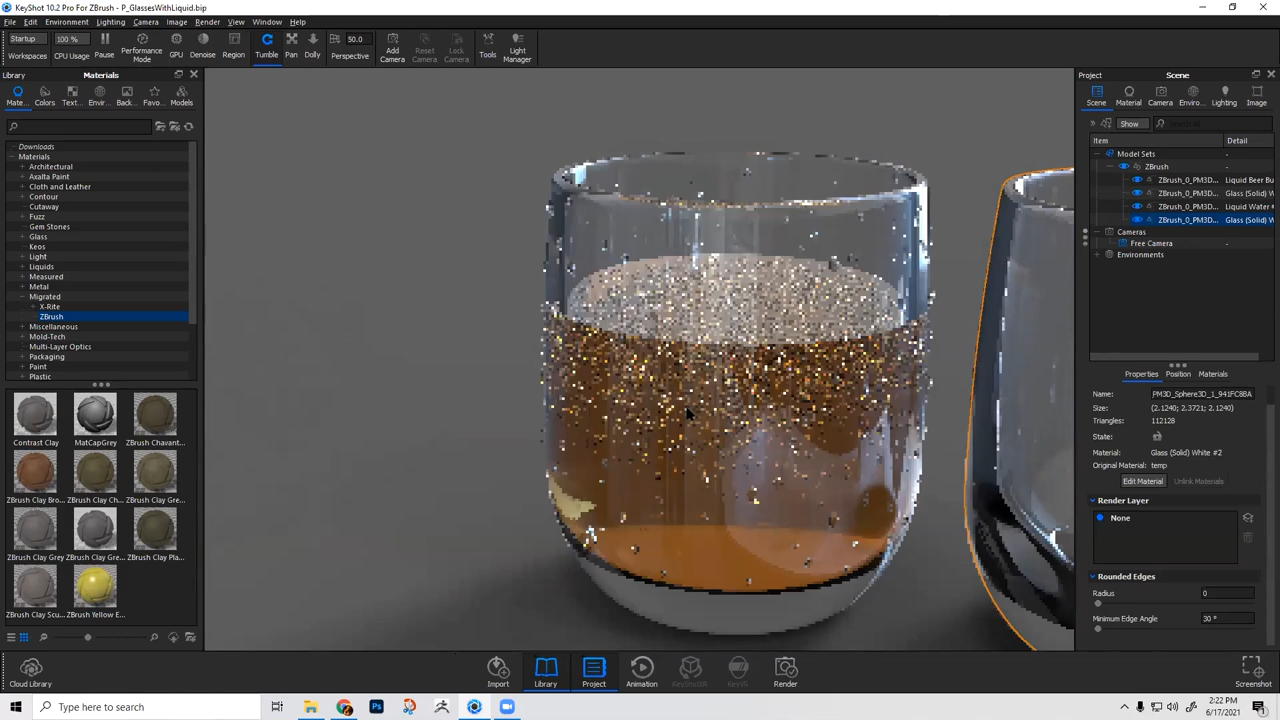 KeyShot 10.2 Pro For ZBrush - P_GlassesWithLiquid.bip
File Edit Environment Lighting Camera Image Render View Window Help
Startup 100 % 50.0
Workspaces CPU Usage Pause Performance Mode GPU Denoise Region Tumble Pan Dolly Perspective Add Camera Reset Camera Lock Camera Tools Light Manager
Library Materials
Mate... Colors Text... Envir... Back... Favo... Models
Downloads
Materials
Architectural
Axalta Paint
Cloth and Leather
Contour
Cutaway
Fuzz
Gem Stones
Glass
Keos
Light
Liquids
Measured
Metal
Migrated
X-Rite
ZBrush
Miscellaneous
Mold-Tech
Multi-Layer Optics
Packaging
Paint
Plastic
Contrast Clay MatCapGrey ZBrush Chavant...
ZBrush Clay Bro... ZBrush Clay Ch... ZBrush Clay Gre...
ZBrush Clay Grey ZBrush Clay Gre... ZBrush Clay Pla...
ZBrush Clay Scu... ZBrush Yellow E...
Project Scene
Scene Material Camera Enviro... Lighting Image
Show
Item Detail
Model Sets -
ZBrush -
ZBrush_0_PM3D... Liquid Beer Bu
ZBrush_0_PM3D... Glass (Solid) W
ZBrush_0_PM3D... Liquid Water #
ZBrush_0_PM3D... Glass (Solid) W
Cameras -
Free Camera -
Environments -
Properties Position Materials
Name: PM3D_Sphere3D_1_941FC8BA
Size: (2.1240; 2.3721; 2.1240)
Triangles: 112128
State:
Material: Glass (Solid) White #2
Original Material: temp
Edit Material Unlink Materials
Render Layer
None
Rounded Edges
Radius 0
Minimum Edge Angle 30 °
Cloud Library Import Library Project Animation KeyShotXR KeyVR Render Screenshot
Type here to search
2:22 PM
6/17/2021